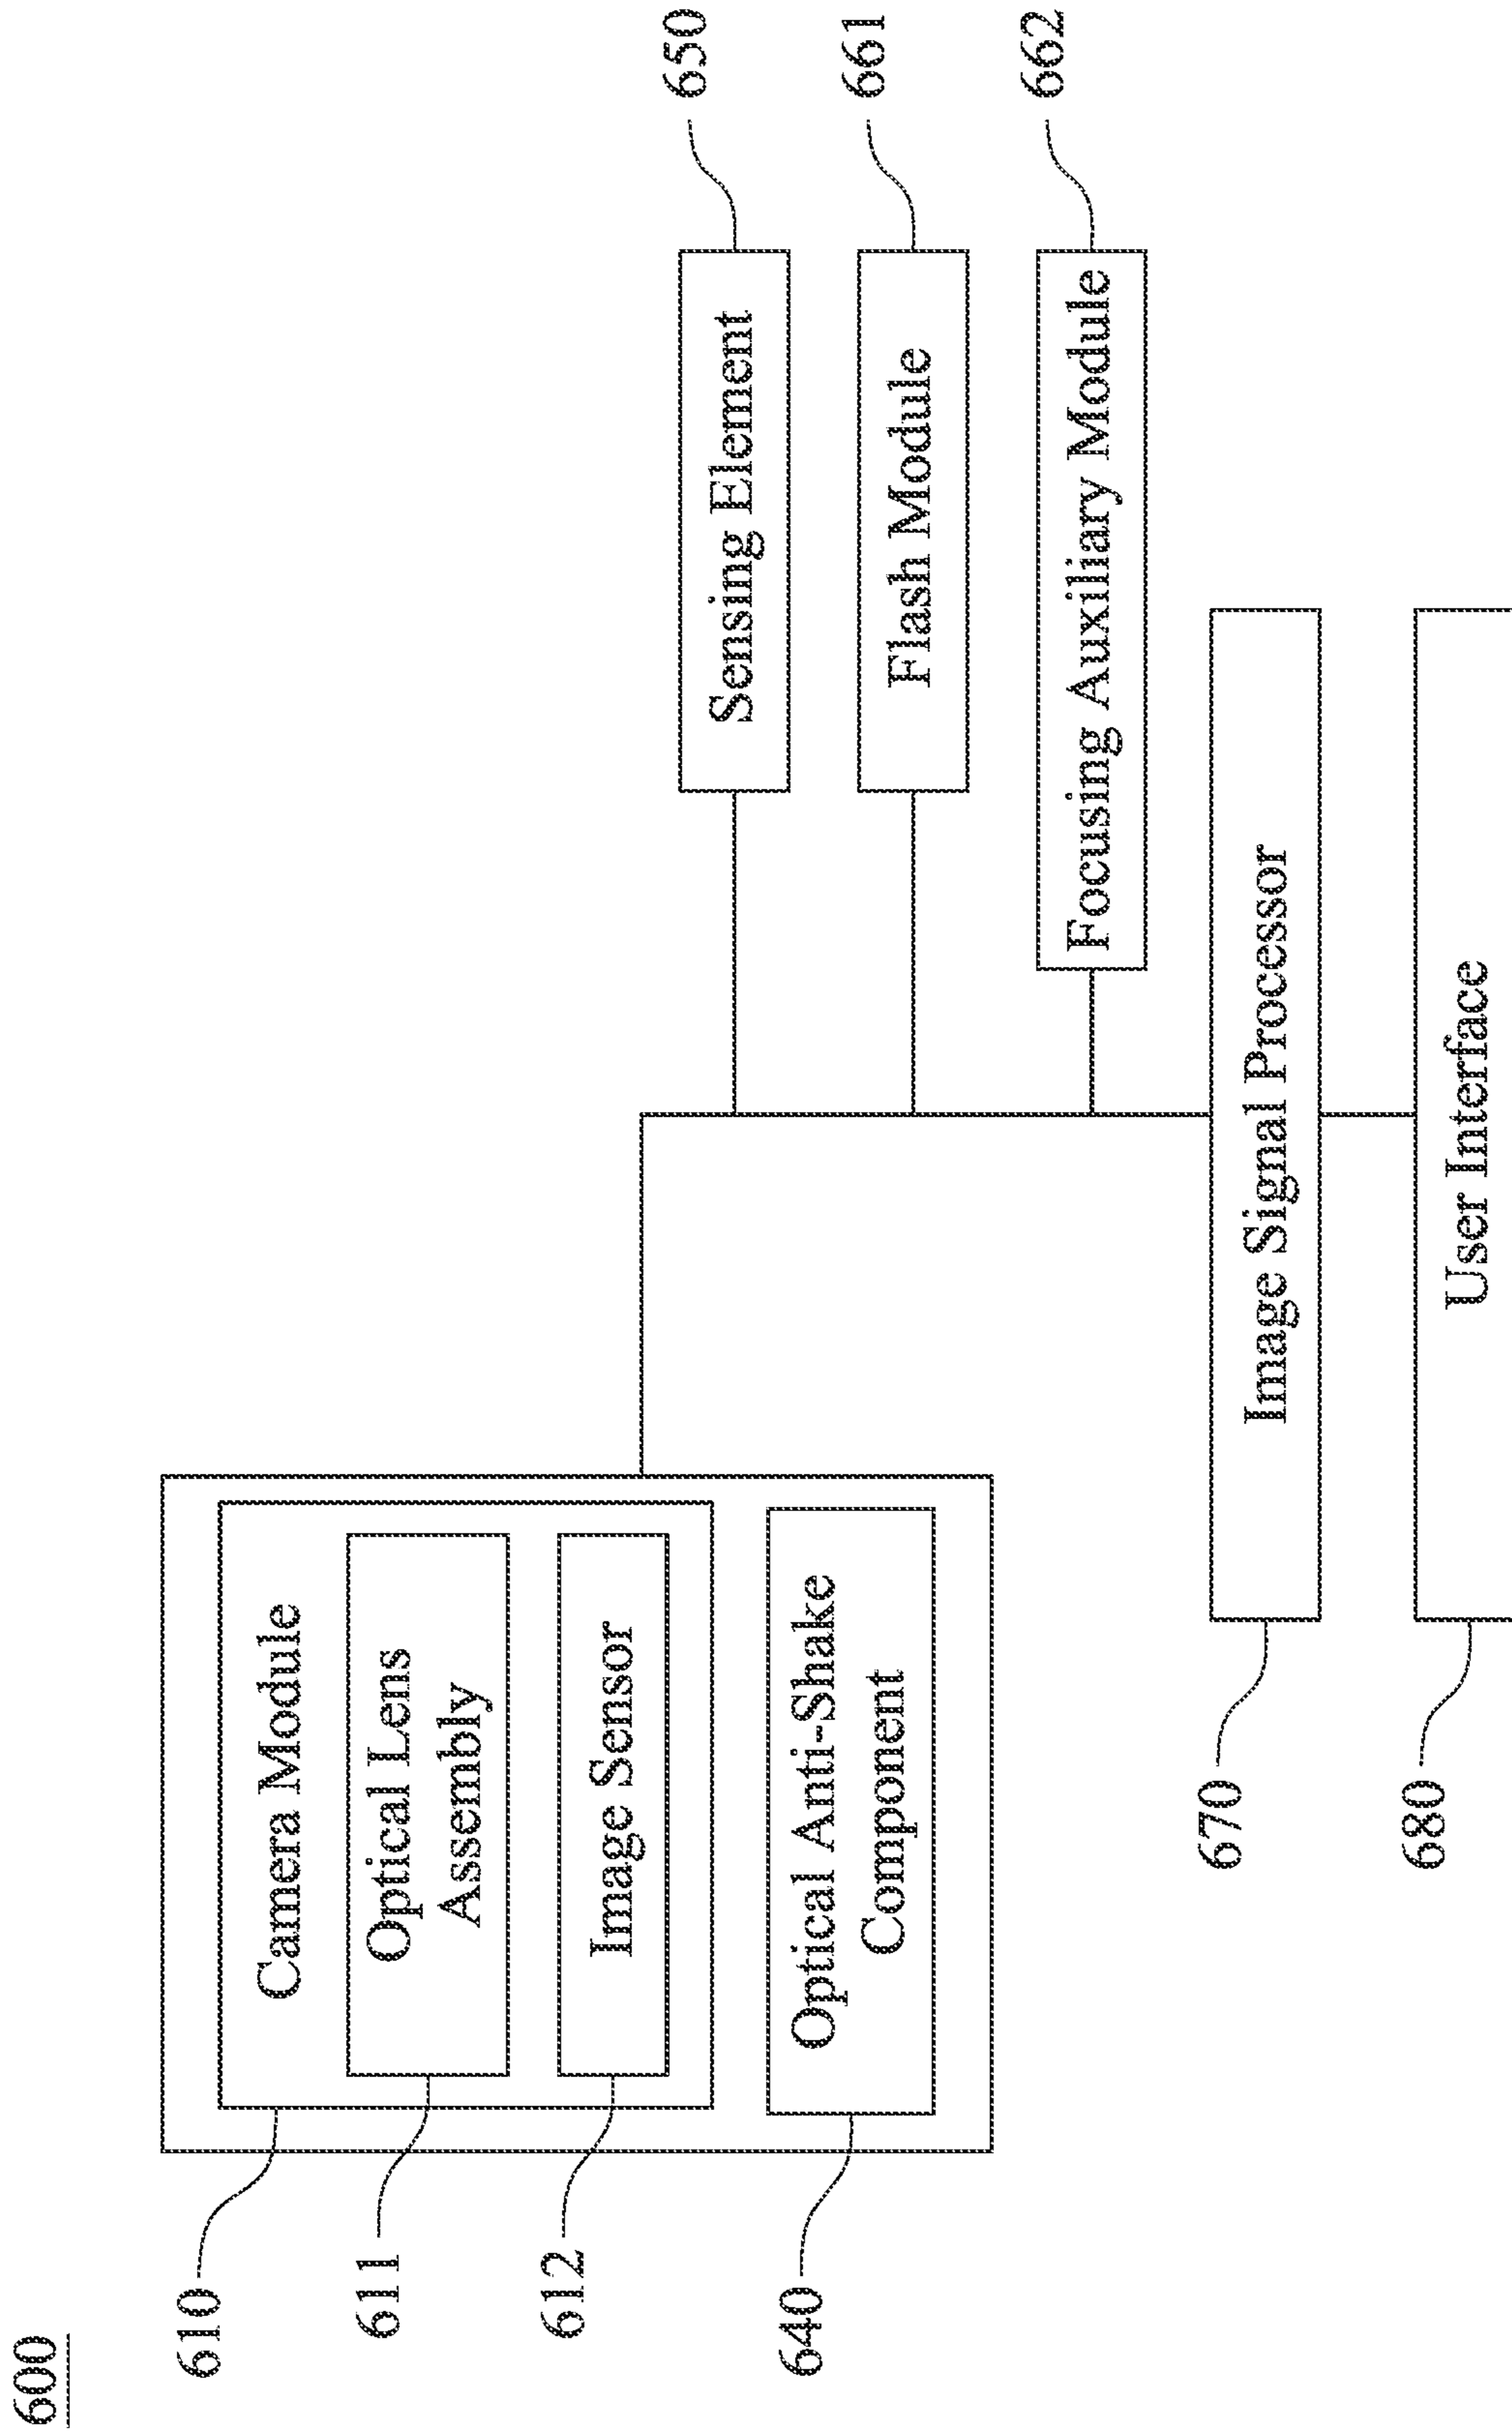 600
610
Camera Module
611
Optical Lens
Assembly
612
Image Sensor
640
Optical Anti-Shake
Component
Sensing Element
650
Flash Module
661
Focusing Auxiliary Module
662
670
Image Signal Processor
680
User Interface